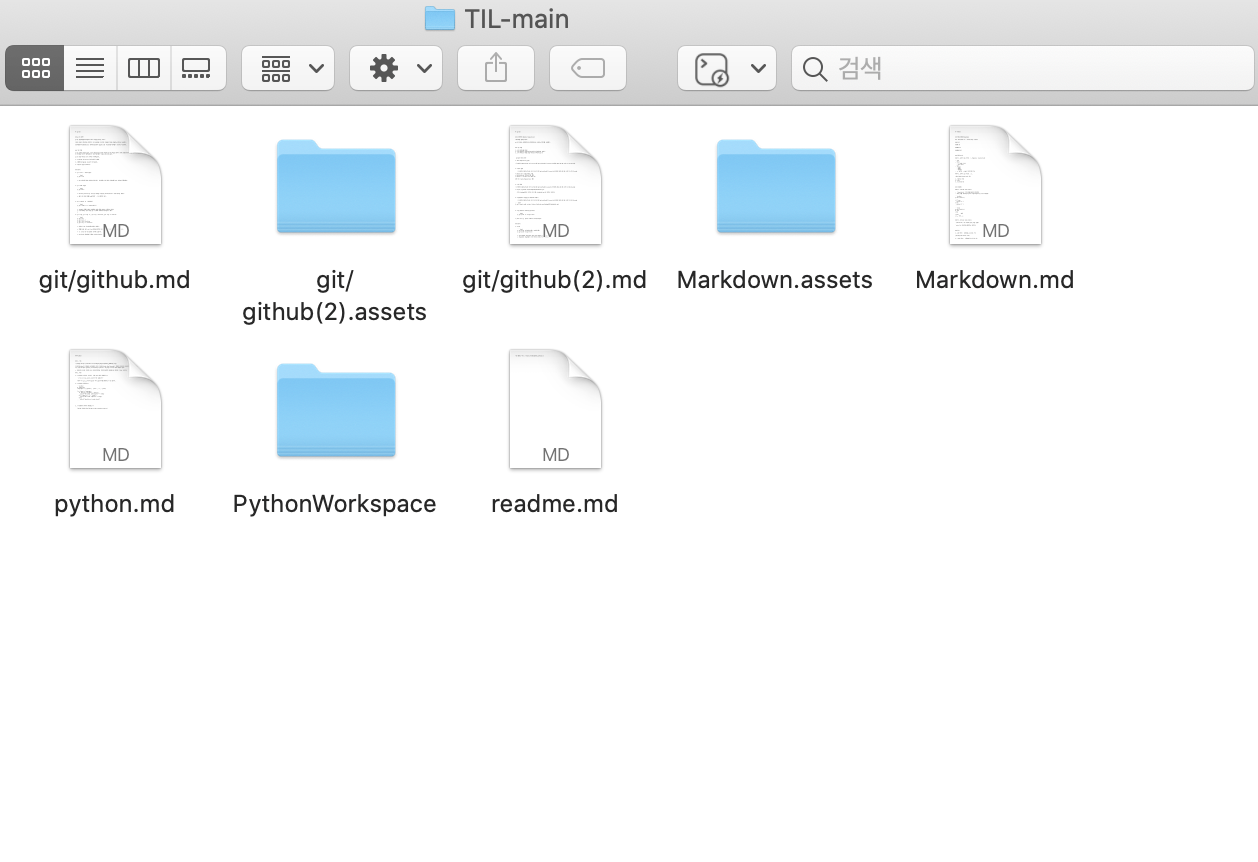 TIL-main
검색
MD
MD
MD
git/github.md
git/
github(2).assets
git/github(2).md
Markdown.assets
Markdown.md
MD
MD
python.md
PythonWorkspace
readme.md